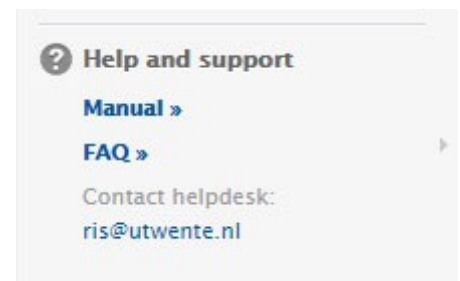 Help and support
Manual »
FAQ »
Contact helpdesk:
ris@utwente.nl